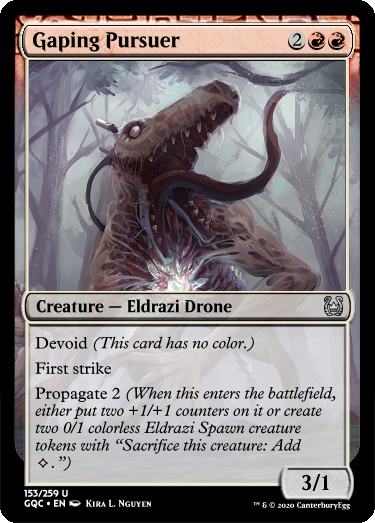 Gaping Pursuer 2
Creature — Eldrazi Drone
Devoid (This card has no color.)
First strike
Propagate 2 (When this enters the battlefield,
either put two +1/+1 counters on it or create
two 0/1 colorless Eldrazi Spawn creature
tokens with “Sacrifice this creature: Add
.”)
3/1
153/259 U
GQC • EN Kira L. Nguyen
™ & © 2020 CanterburyEgg